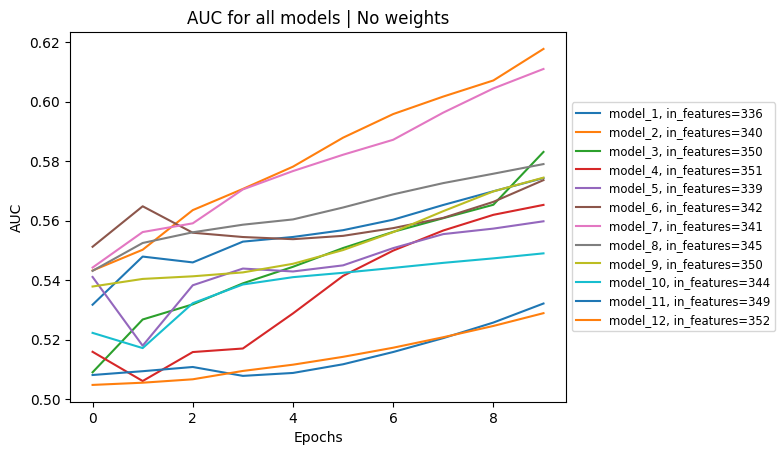 AUC for all models | No weights
0.62
0.60
0.58
0.56
0.54
0.52
0.50
AUC
0
2
4
6
8
Epochs
model_1, in_features=336
model_2, in_features=340
model_3, in_features=350
model_4, in_features=351
model_5, in_features=339
model_6, in_features=342
model_7, in_features=341
model_8, in_features=345
model_9, in_features=350
model_10, in_features=344
model_11, in_features=349
model_12, in_features=352